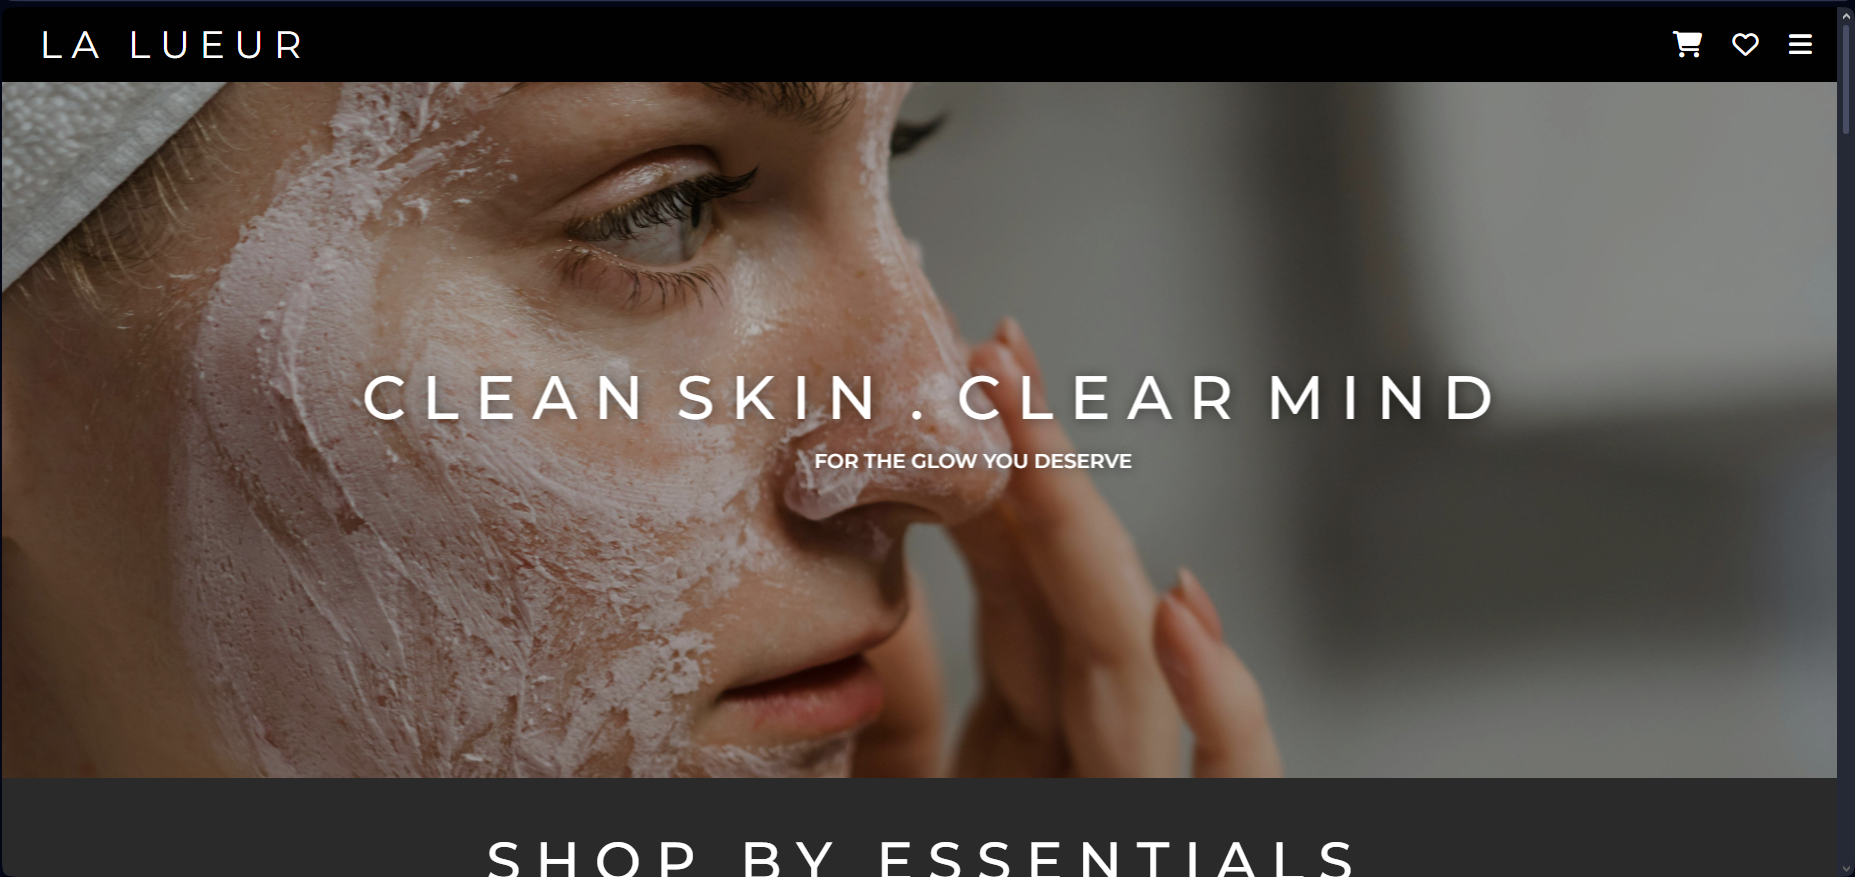 LA LUEUR
CLEAN SKIN . CLEAR MIND
FOR THE GLOW YOU DESERVE
SHOP BY ESSENTIALS